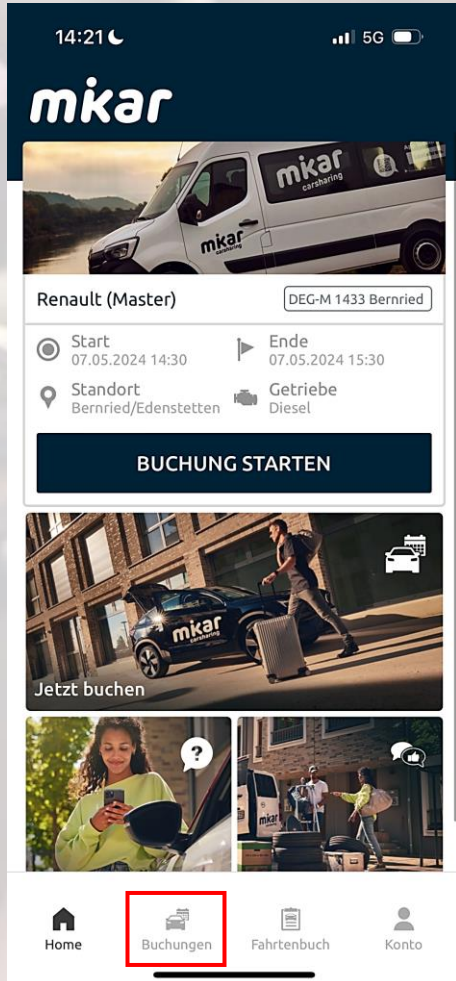 14:21
5G
mikar
mikar
carsharing
mikar
carsharing
Renault (Master)
DEG-M 1433 Bernried
Start
07.05.2024 14:30
Ende
07.05.2024 15:30
Standort
Bernried/Edenstetten
Getriebe
Diesel
BUCHUNG STARTEN
mikar
carsharing
Jetzt buchen
?
mikar
Home
Buchungen
Fahrtenbuch
Konto